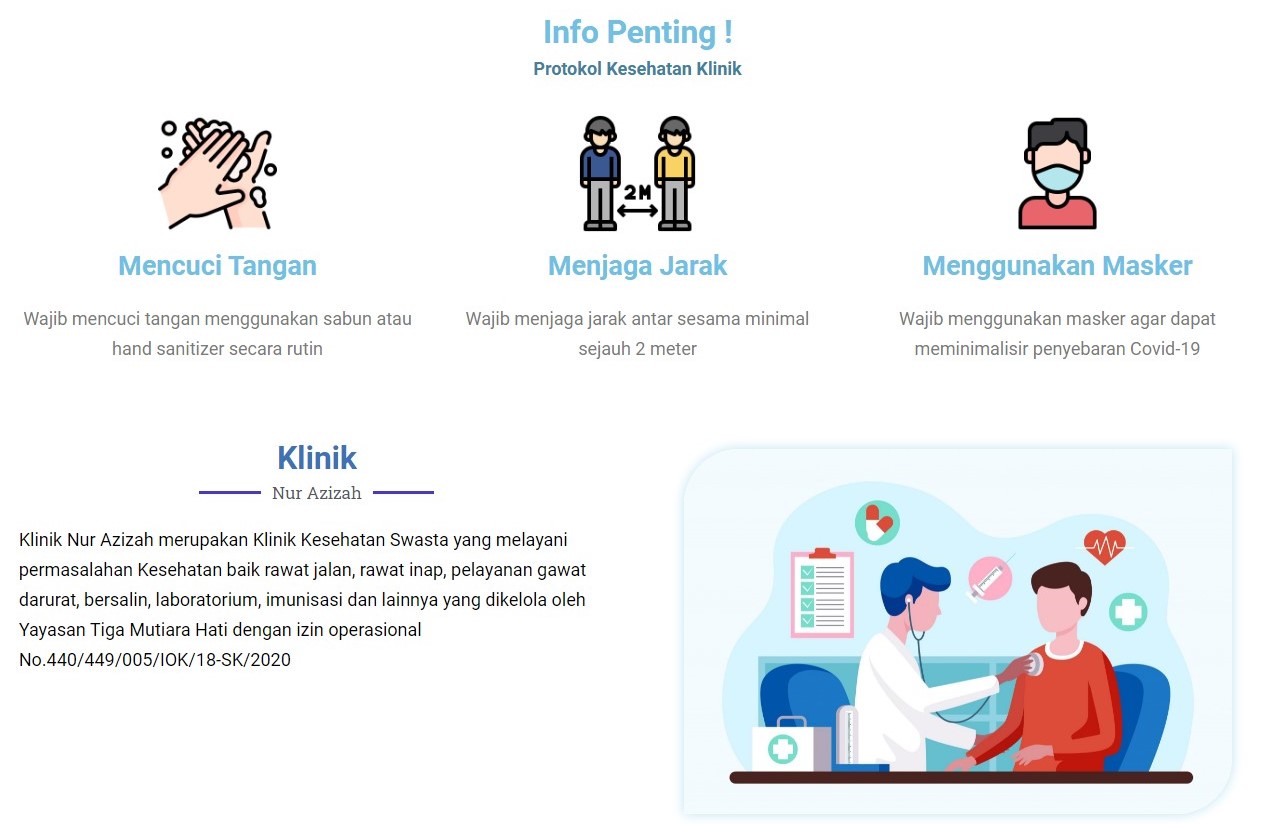 Info Penting !
Protokol Kesehatan Klinik
2M
Mencuci Tangan
Wajib mencuci tangan menggunakan sabun atau
hand sanitizer secara rutin
Menjaga Jarak
Wajib menjaga jarak antar sesama minimal
sejauh 2 meter
Menggunakan Masker
Wajib menggunakan masker agar dapat
meminimalisir penyebaran Covid-19
Klinik
Nur Azizah
Klinik Nur Azizah merupakan Klinik Kesehatan Swasta yang melayani
permasalahan Kesehatan baik rawat jalan, rawat inap, pelayanan gawat
darurat, bersalin, laboratorium, imunisasi dan lainnya yang dikelola oleh
Yayasan Tiga Mutiara Hati dengan izin operasional
No.440/449/005/IOK/18-SK/2020